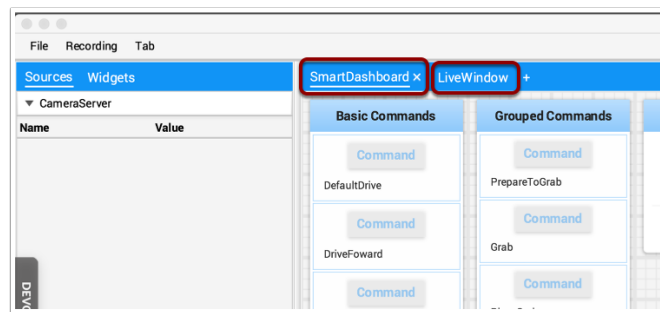 File Recording Tab
Sources Widgets
SmartDashboard × LiveWindow +
CameraServer
Name Value
Basic Commands
Command
DefaultDrive
Command
DriveFoward
Command
Grouped Commands
Command
PrepareToGrab
Command
Grab
Command